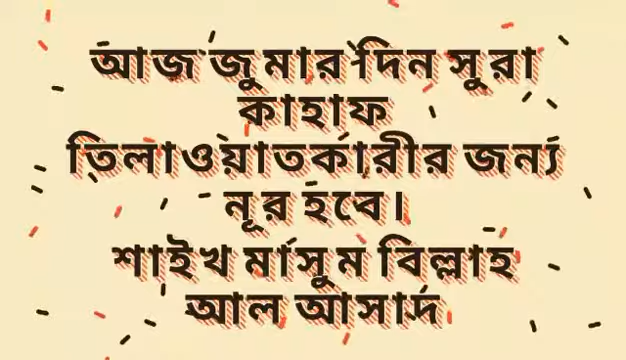 আজ জুমার দিন সুরা
কাহাফ
তিলাওয়াতকারীর জন্য
নূর হবে।
শাইখ মাসুম বিল্লাহ
আল আসাদ